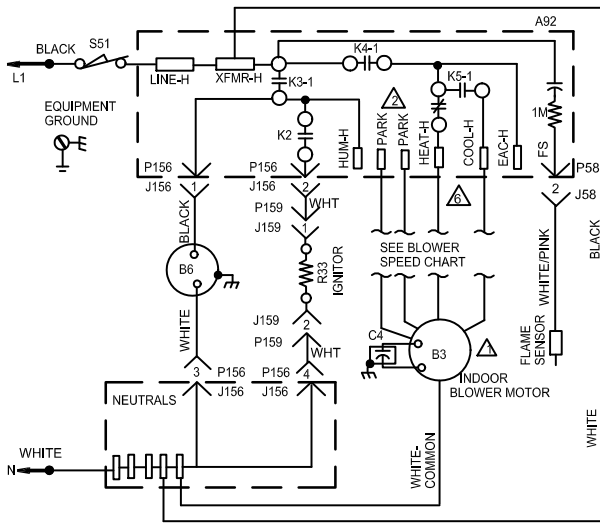 A92
BLACK
S51
L1
LINE-H
XFMR-H
K4-1
K3-1
K5-1
K2
2
1M
EQUIPMENT
GROUND
HUM-H
PARK
PARK
HEAT-H
COOL-H
EAC-H
FS
P156
J156
1
P156
J156
2
P58
J58
2
6
WHT
P159
J159
1
BLACK
B6
R33
IGNITOR
SEE BLOWER
SPEED CHART
WHITE/PINK
BLACK
WHITE
J159
2
P159
WHT
C4
B3
1
INDOOR
BLOWER MOTOR
FLAME
SENSOR
3
P156
J156
P156
J156
4
NEUTRALS
WHITE
N
WHITE-
COMMON
WHITE